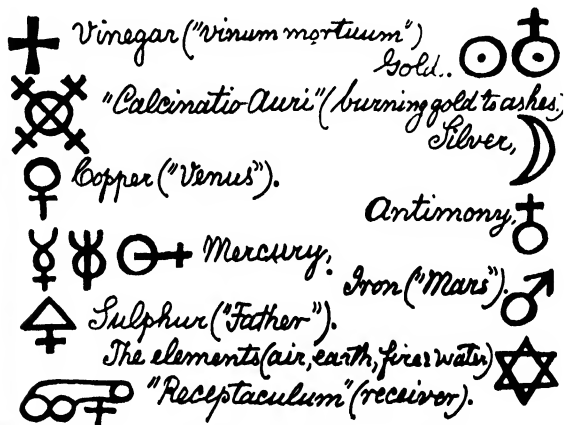 Vinegar ("vinum mortuum")
Gold..
"Calcinatio Auri" (burning gold to ashes.)
Silver,
Copper ("Venus").
Antimony,
Mercury,
Iron ("Mars").
Sulphur ("Father").
The elements (air, earth, fire & water)
"Receptaculum" (receiver).